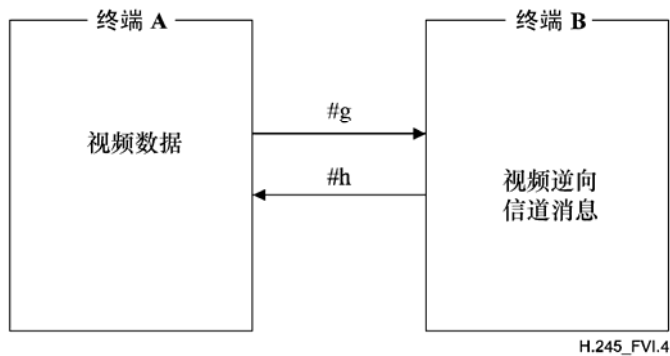 终端 A
终端 B
#g
视频数据
#h
视频逆向
信道消息
H.245_FVI.4